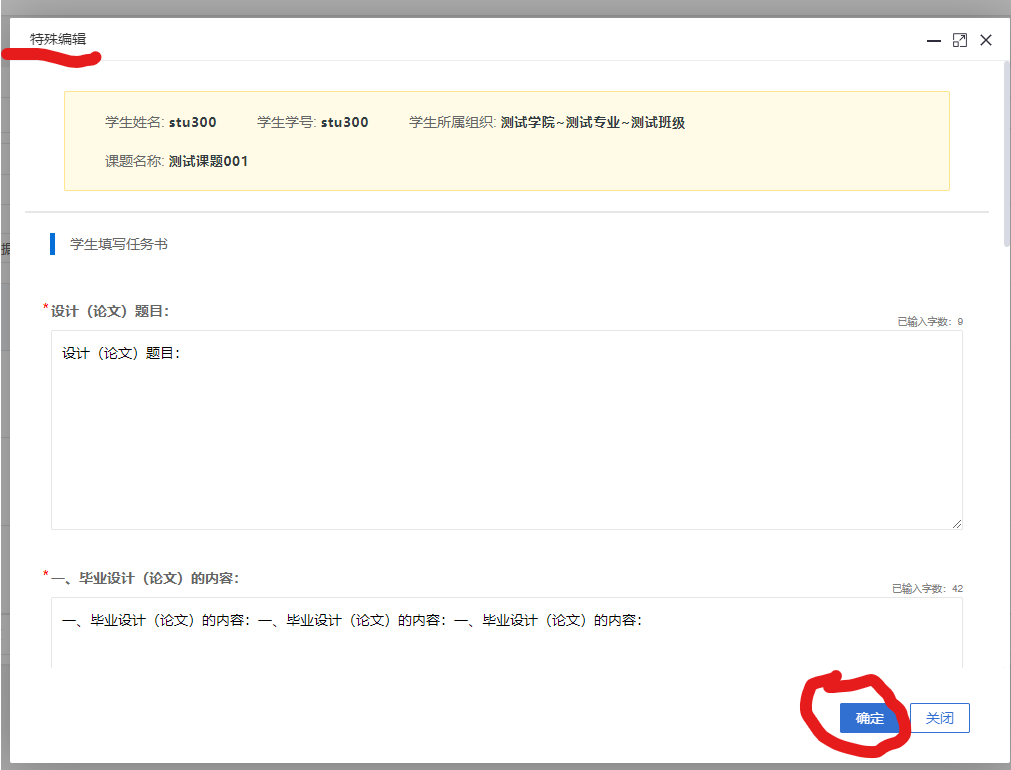 特殊编辑
学生姓名: stu300 学生学号: stu300 学生所属组织: 测试学院~测试专业~测试班级
课题名称: 测试课题001
学生填写任务书
*设计（论文）题目：
已输入字数：9
设计（论文）题目：
*一、毕业设计（论文）的内容：
已输入字数：42
一、毕业设计（论文）的内容：一、毕业设计（论文）的内容：一、毕业设计（论文）的内容：
确定 关闭